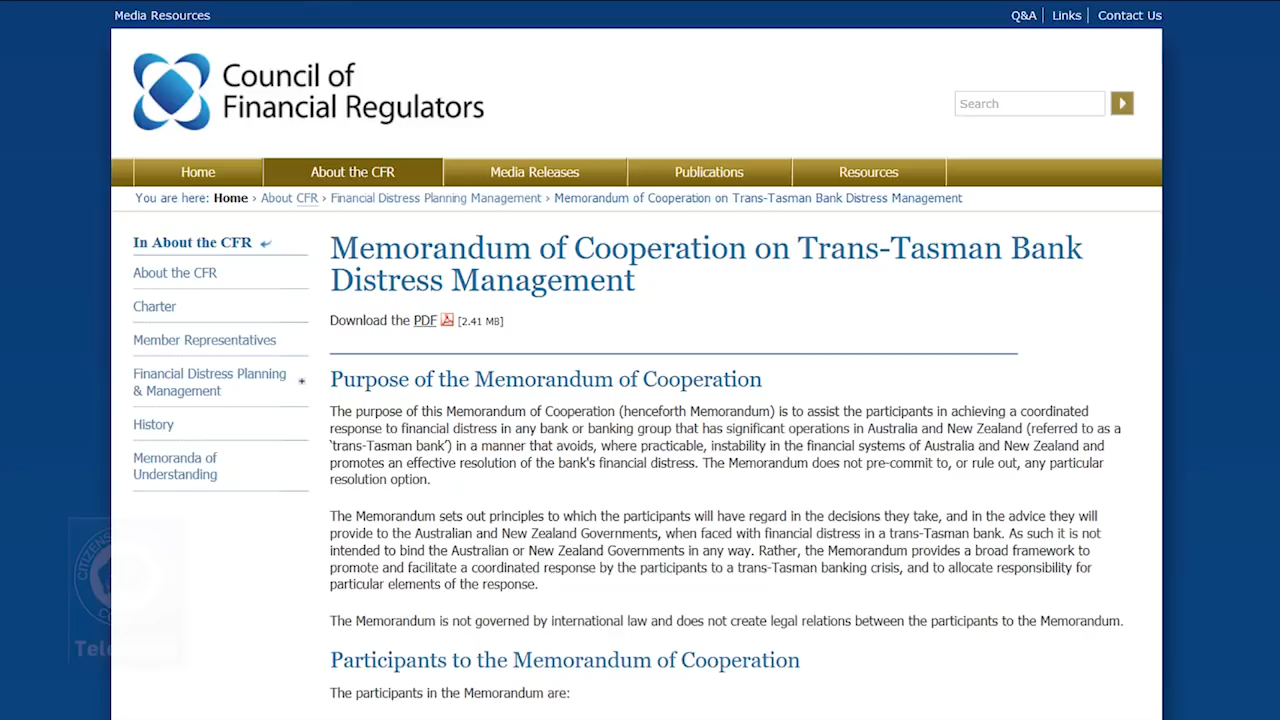 Media Resources
Q&A
Links
Contact Us
Council of
Financial Regulators
Search
Home
About the CFR
Media Releases
Publications
Resources
You are here: Home › About CFR › Financial Distress Planning Management › Memorandum of Cooperation on Trans-Tasman Bank Distress Management
In About the CFR
About the CFR
Charter
Member Representatives
Financial Distress Planning
& Management
History
Memoranda of
Understanding
Memorandum of Cooperation on Trans-Tasman Bank
Distress Management
Download the PDF [2.41 MB]
Purpose of the Memorandum of Cooperation
The purpose of this Memorandum of Cooperation (henceforth Memorandum) is to assist the participants in achieving a coordinated
response to financial distress in any bank or banking group that has significant operations in Australia and New Zealand (referred to as a
‘trans-Tasman bank’) in a manner that avoids, where practicable, instability in the financial systems of Australia and New Zealand and
promotes an effective resolution of the bank's financial distress. The Memorandum does not pre-commit to, or rule out, any particular
resolution option.
The Memorandum sets out principles to which the participants will have regard in the decisions they take, and in the advice they will
provide to the Australian and New Zealand Governments, when faced with financial distress in a trans-Tasman bank. As such it is not
intended to bind the Australian or New Zealand Governments in any way. Rather, the Memorandum provides a broad framework to
promote and facilitate a coordinated response by the participants to a trans-Tasman banking crisis, and to allocate responsibility for
particular elements of the response.
The Memorandum is not governed by international law and does not create legal relations between the participants to the Memorandum.
Participants to the Memorandum of Cooperation
The participants in the Memorandum are: